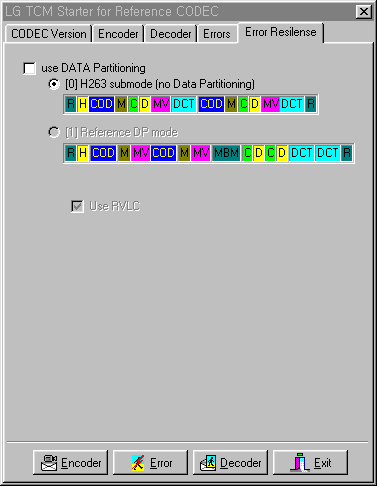 LG TCM Starter for Reference CODEC
CODEC Version Encoder Decoder Errors Error Resilense
use DATA Partitioning
[0] H263 submode (no Data Partitioning)
R H COD M C D MV DCT COD M C D MV DCT R
[1] Reference DP mode
R H COD M MV COD M MV MBM C D C D DCT DCT R
Use RVLC
Encoder Error Decoder Exit